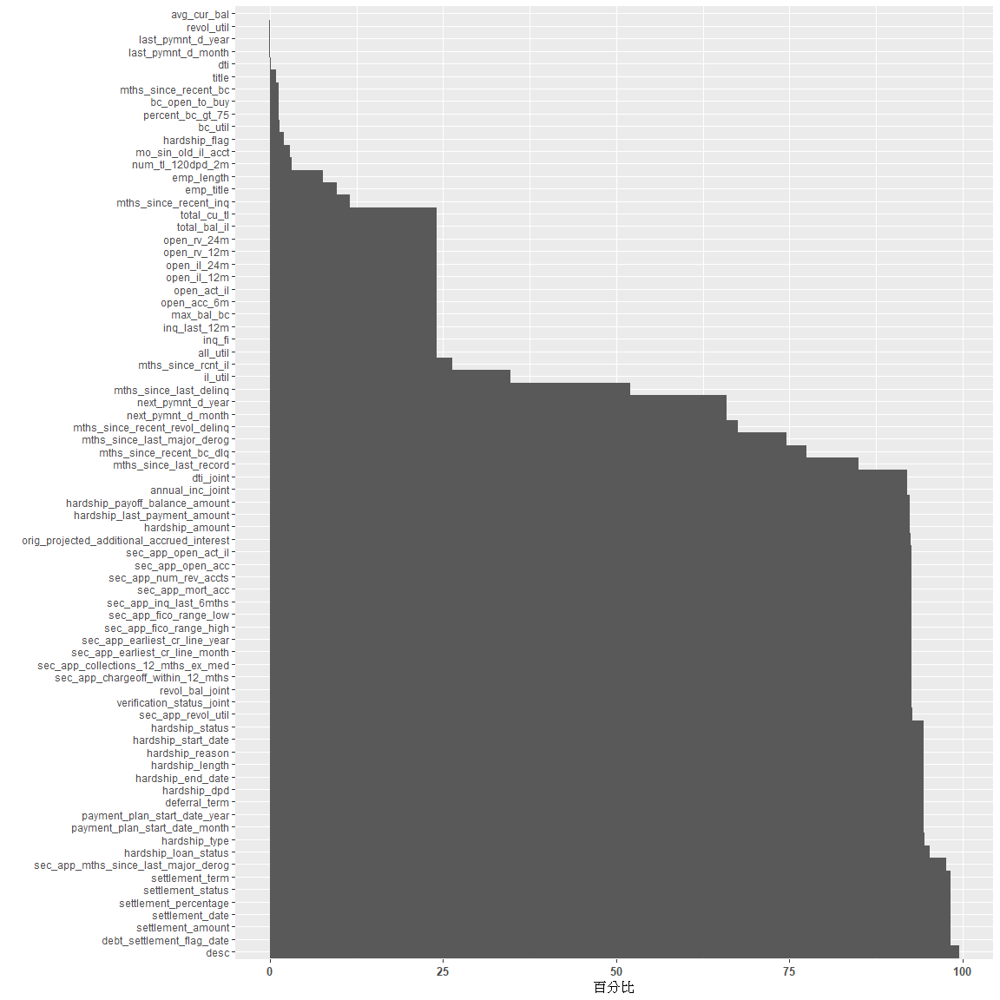 avg_cur_bal
revol_util
last_pymnt_d_year
last_pymnt_d_month
dti
title
mths_since_recent_bc
bc_open_to_buy
percent_bc_gt_75
bc_util
hardship_flag
mo_sin_old_il_acct
num_tl_120dpd_2m
emp_length
emp_title
mths_since_recent_inq
total_cu_tl
total_bal_il
open_rv_24m
open_rv_12m
open_il_24m
open_il_12m
open_act_il
open_acc_6m
max_bal_bc
inq_last_12m
inq_fi
all_util
mths_since_rcnt_il
il_util
mths_since_last_delinq
next_pymnt_d_year
next_pymnt_d_month
mths_since_recent_revol_delinq
mths_since_last_major_derog
mths_since_recent_bc_dlq
mths_since_last_record
dti_joint
annual_inc_joint
hardship_payoff_balance_amount
hardship_last_payment_amount
hardship_amount
orig_projected_additional_accrued_interest
sec_app_open_act_il
sec_app_open_acc
sec_app_num_rev_accts
sec_app_mort_acc
sec_app_inq_last_6mths
sec_app_fico_range_low
sec_app_fico_range_high
sec_app_earliest_cr_line_year
sec_app_earliest_cr_line_month
sec_app_collections_12_mths_ex_med
sec_app_chargeoff_within_12_mths
revol_bal_joint
verification_status_joint
sec_app_revol_util
hardship_status
hardship_start_date
hardship_reason
hardship_length
hardship_end_date
hardship_dpd
deferral_term
payment_plan_start_date_year
payment_plan_start_date_month
hardship_type
hardship_loan_status
sec_app_mths_since_last_major_derog
settlement_term
settlement_status
settlement_percentage
settlement_date
settlement_amount
debt_settlement_flag_date
desc
0 25 50 75 100
百分比